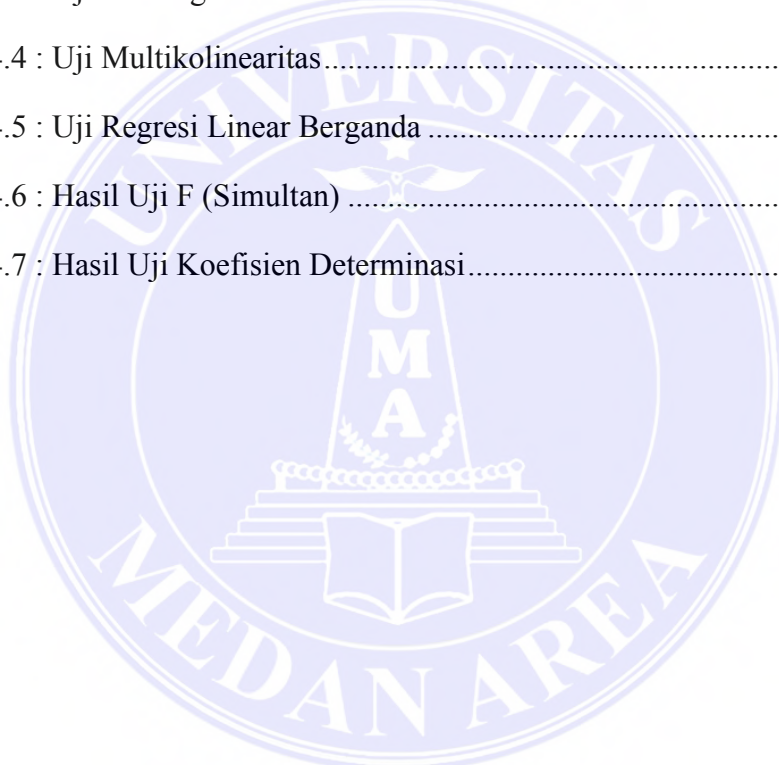 .4 : Uji Multikolinearitas
.5 : Uji Regresi Linear Berganda
.6 : Hasil Uji F (Simultan)
.7 : Hasil Uji Koefisien Determinasi
UNIVERSITAS
U
M
A
MEDAN AREA